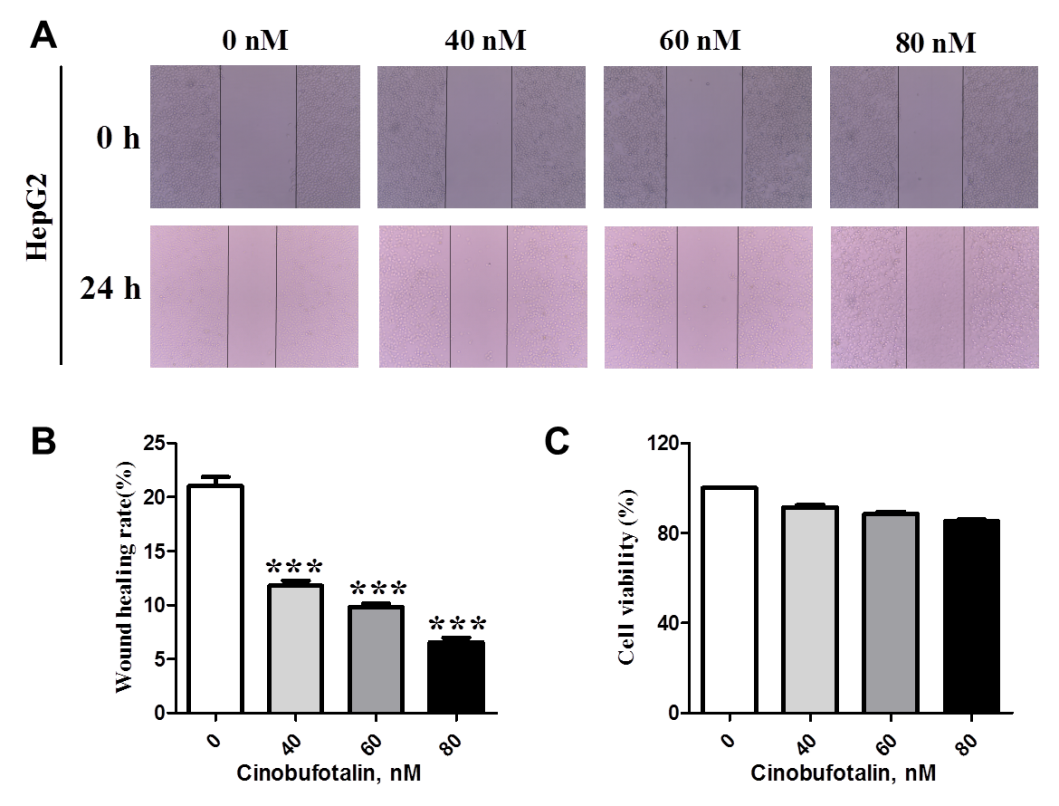 A
0 nM 40 nM 60 nM 80 nM
HepG2
0 h
24 h
B
Wound healing rate(%)
25
20
15
10
5
0
***
***
***
0 40 60 80
Cinobufotalin, nM
C
Cell viability (%)
120
80
40
0
0 40 60 80
Cinobufotalin, nM